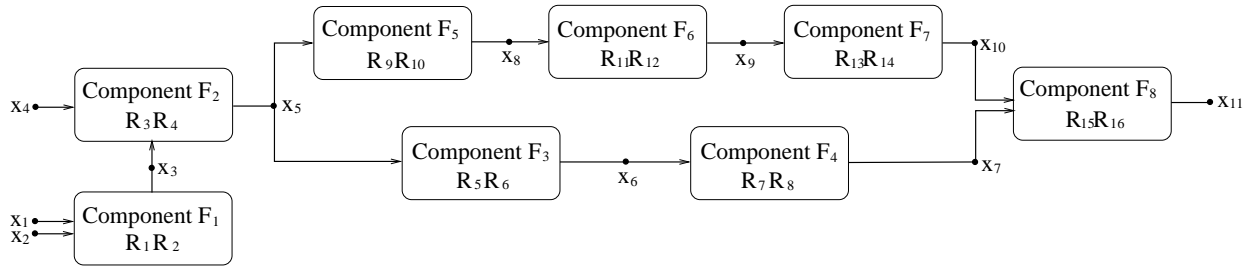 Component F₅
R₉R₁₀
x₈
Component F₆
R₁₁R₁₂
x₉
Component F₇
R₁₃R₁₄
x₁₀
x₄
Component F₂
R₃R₄
x₅
Component F₈
R₁₅R₁₆
x₁₁
x₃
Component F₃
R₅R₆
x₆
Component F₄
R₇R₈
x₇
x₁
x₂
Component F₁
R₁R₂